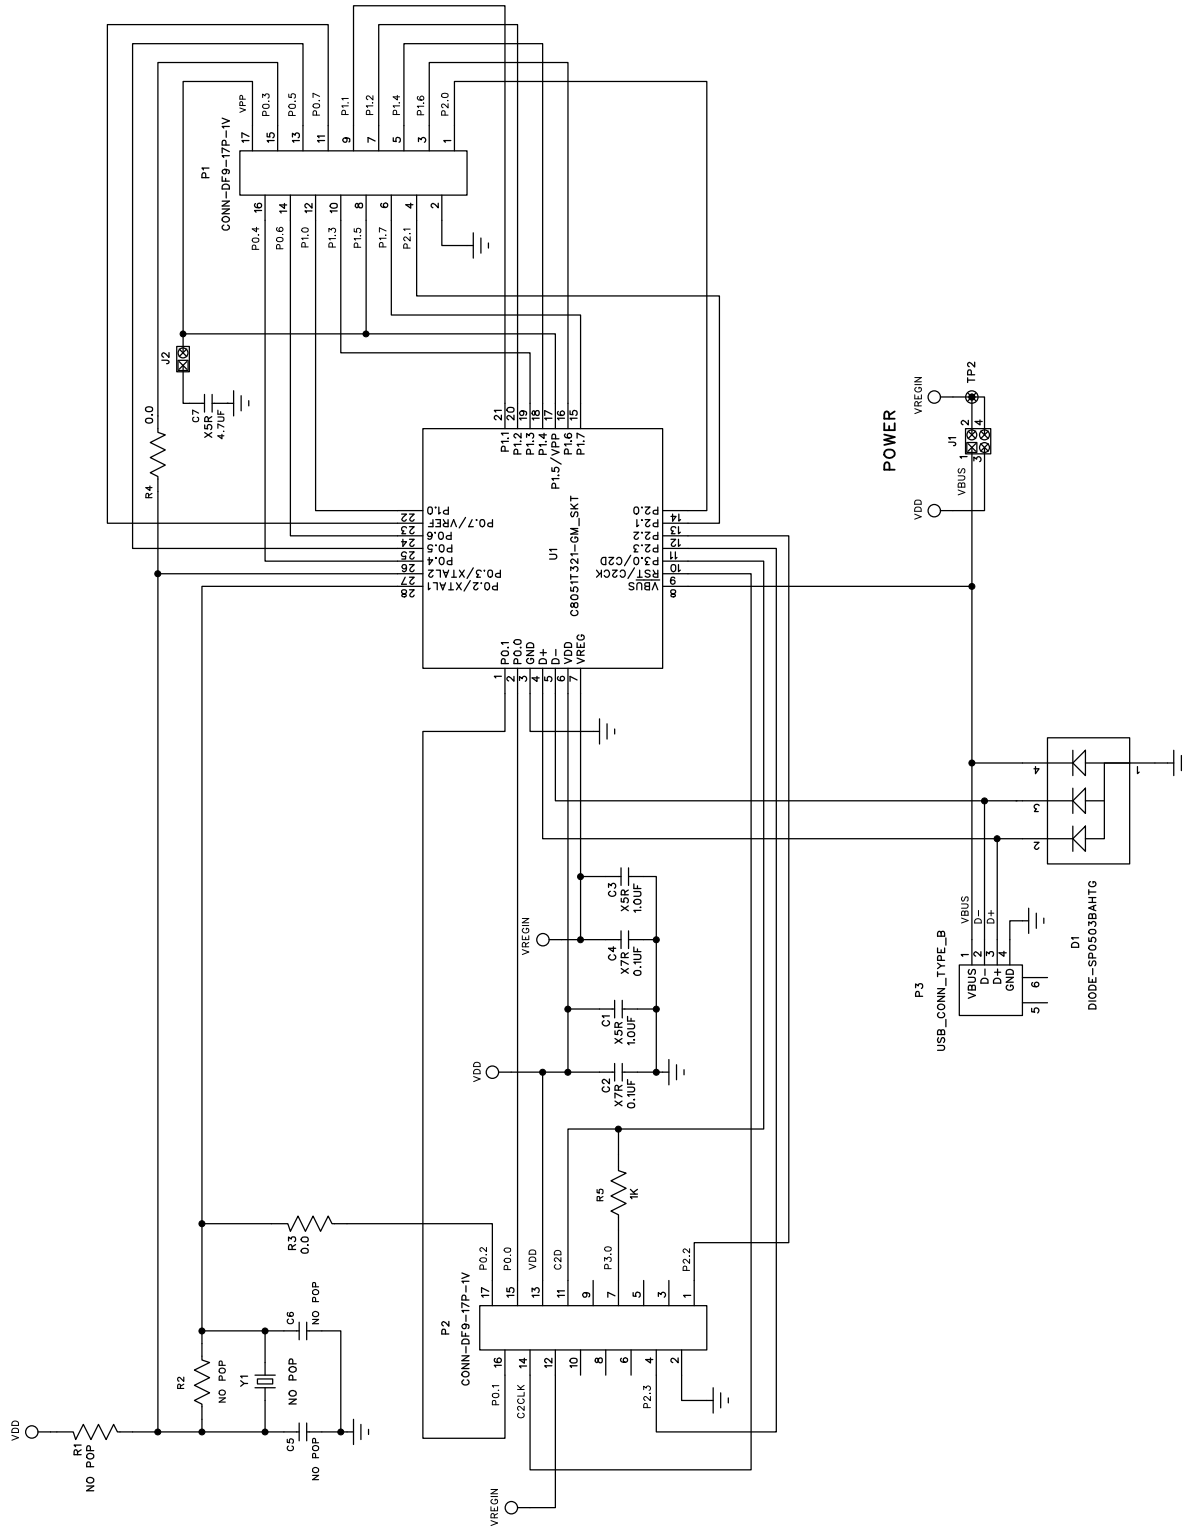 VPP
P0.3
P0.5
P0.7
P1.1
P1.2
P1.4
P1.6
P2.0
17
15
13
11
9
7
5
3
1
P1
CONN-DF9-17P-1V
16
14
12
10
8
6
4
2
P0.4
P0.6
P1.0
P1.3
P1.5
P1.7
P2.1
J2
C7
X5R
4.7UF
R4
0.0
21
20
19
18
17
16
15
P1.1
P1.2
P1.3
P1.4
P1.5/VPP
P1.6
P1.7
22
23
24
25
26
27
28
P1.0
P0.7/VREF
P0.6
P0.5
P0.4
P0.3/XTAL2
P0.2/XTAL1
U1
C8051T321-GM_SKT
P2.0
P2.1
P2.2
P2.3
P3.0/C2D
RST/C2CK
VBUS
14
13
12
11
10
9
8
P0.1
P0.0
GND
D+
D-
VDD
VREG
1
2
3
4
5
6
7
POWER
VREGIN
TP2
J1
1
2
3
4
VBUS
VDD
4
3
2
1
D1
DIODE-SP0503BAHTG
P3
USB_CONN_TYPE_B
VBUS
D-
D+
1
2
3
4
VBUS
D-
D+
GND
5
6
VREGIN
C3
X5R
1.0UF
C4
X7R
0.1UF
C1
X5R
1.0UF
C2
X7R
0.1UF
VDD
R5
1K
R3
0.0
P0.2
P0.0
VDD
C2D
P3.0
P2.2
17
15
13
11
9
7
5
3
1
P2
CONN-DF9-17P-1V
16
14
12
10
8
6
4
2
P0.1
C2CLK
P2.3
VREGIN
C6
NO POP
R2
NO POP
Y1
NO POP
C5
NO POP
VDD
R1
NO POP